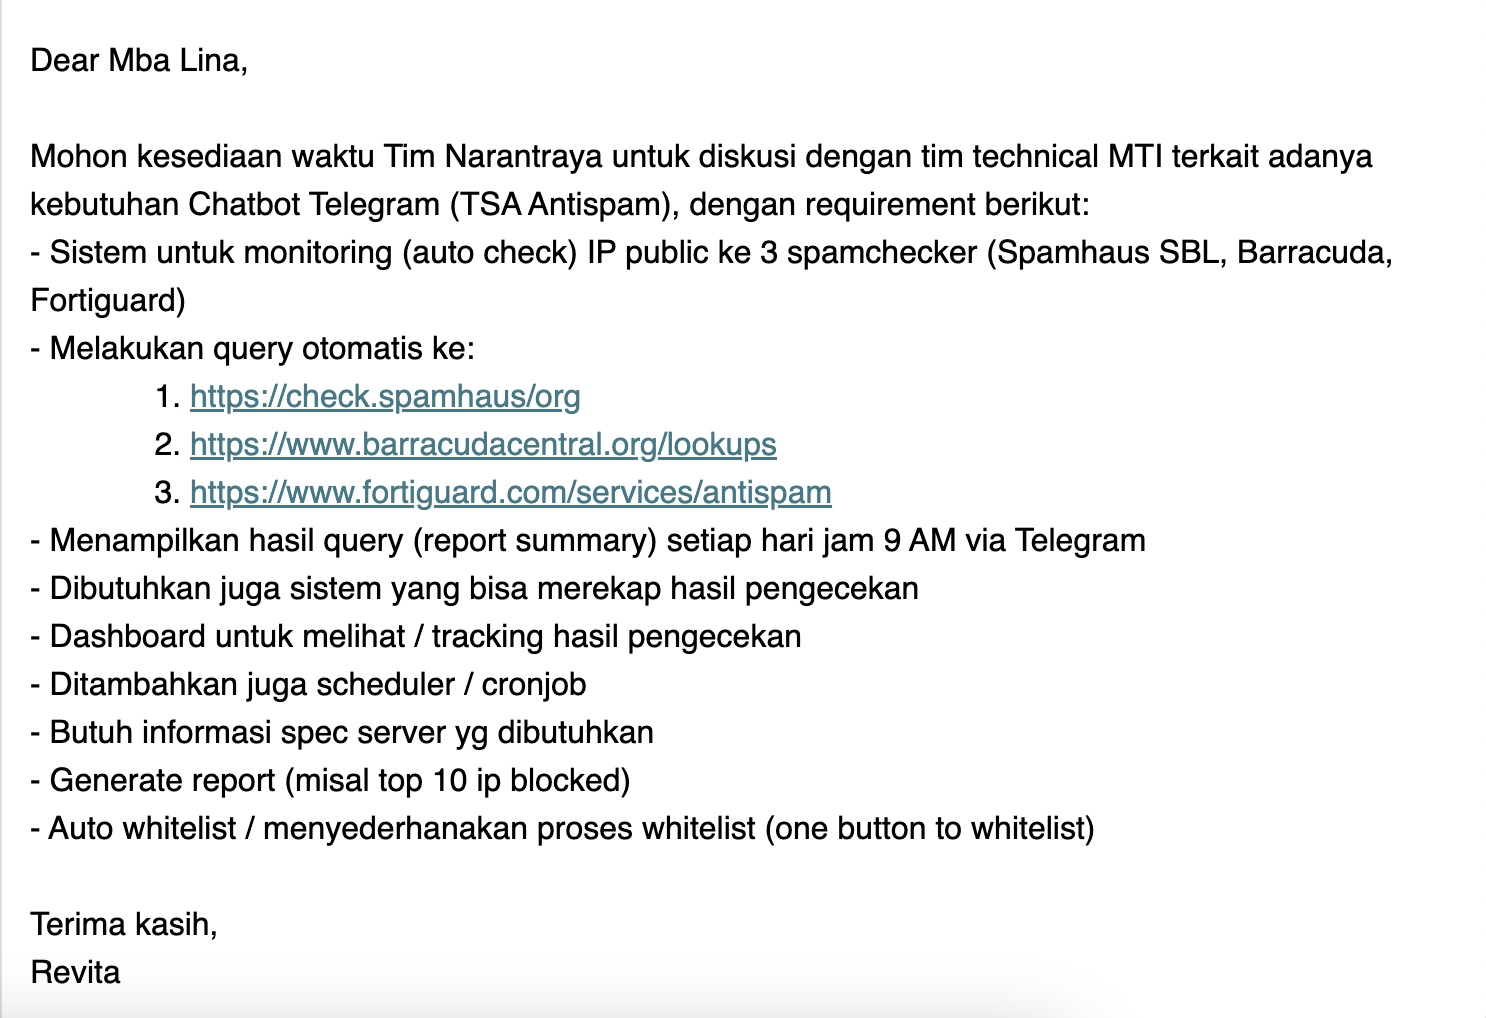 Dear Mba Lina,
Mohon kesediaan waktu Tim Narantraya untuk diskusi dengan tim technical MTI terkait adanya
kebutuhan Chatbot Telegram (TSA Antispam), dengan requirement berikut:
- Sistem untuk monitoring (auto check) IP public ke 3 spamchecker (Spamhaus SBL, Barracuda,
Fortiguard)
- Melakukan query otomatis ke:
1. https://check.spamhaus/org
2. https://www.barracudacentral.org/lookups
3. https://www.fortiguard.com/services/antispam
- Menampilkan hasil query (report summary) setiap hari jam 9 AM via Telegram
- Dibutuhkan juga sistem yang bisa merekap hasil pengecekan
- Dashboard untuk melihat / tracking hasil pengecekan
- Ditambahkan juga scheduler / cronjob
- Butuh informasi spec server yg dibutuhkan
- Generate report (misal top 10 ip blocked)
- Auto whitelist / menyederhanakan proses whitelist (one button to whitelist)
Terima kasih,
Revita